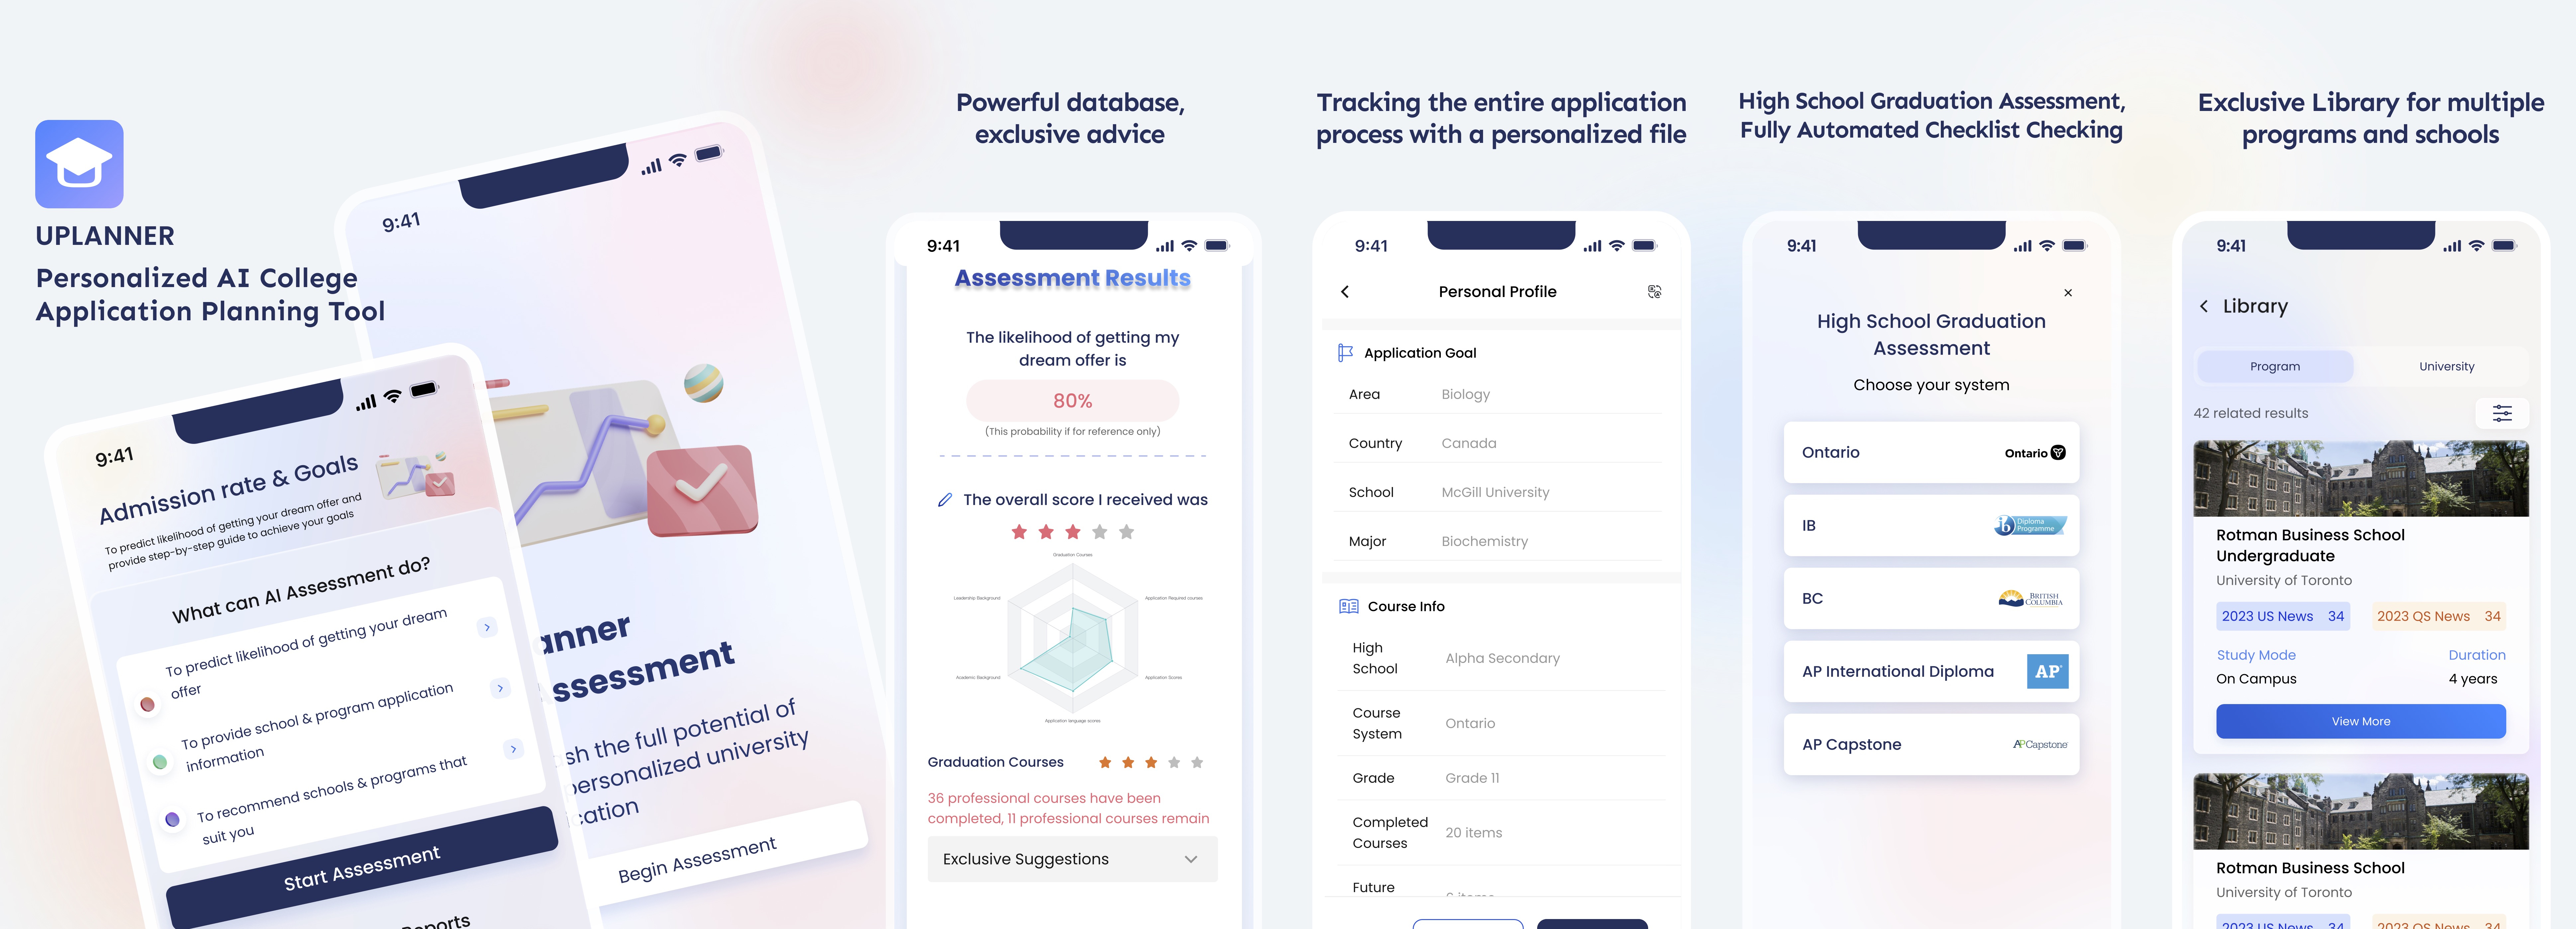 UPLANNER
Personalized AI College
Application Planning Tool
9:41
Admission rate & Goals
To predict likelihood of getting your dream offer and
provide step-by-step guide to achieve your goals
What can AI Assessment do?
To predict likelihood of getting your dream
offer
To provide school & program application
information
To recommend schools & programs that
suit you
Start Assessment
9:41
anner
ssessment
sh the full potential of
personalized university
ication
Begin Assessment
Powerful database,
exclusive advice
9:41
Assessment Results
The likelihood of getting my
dream offer is
80%
(This probability if for reference only)
The overall score I received was
Graduation Courses
Leadership Background
Application Required courses
Academic Background
Application Scores
Application language scores
Graduation Courses
36 professional courses have been
completed, 11 professional courses remain
Exclusive Suggestions
Tracking the entire application
process with a personalized file
9:41
Personal Profile
Application Goal
Area Biology
Country Canada
School McGill University
Major Biochemistry
Course Info
High
School
Alpha Secondary
Course
System
Ontario
Grade Grade 11
Completed
Courses
20 items
Future
High School Graduation Assessment,
Fully Automated Checklist Checking
9:41
High School Graduation
Assessment
Choose your system
Ontario Ontario
IB ib Diploma
Programme
BC BRITISH
COLUMBIA
AP International Diploma AP
AP Capstone AP Capstone
Exclusive Library for multiple
programs and schools
9:41
Library
Program University
42 related results
Rotman Business School
Undergraduate
University of Toronto
2023 US News 34 2023 QS News 34
Study Mode Duration
On Campus 4 years
View More
Rotman Business School
University of Toronto
2023 US News 34 2023 QS News 34